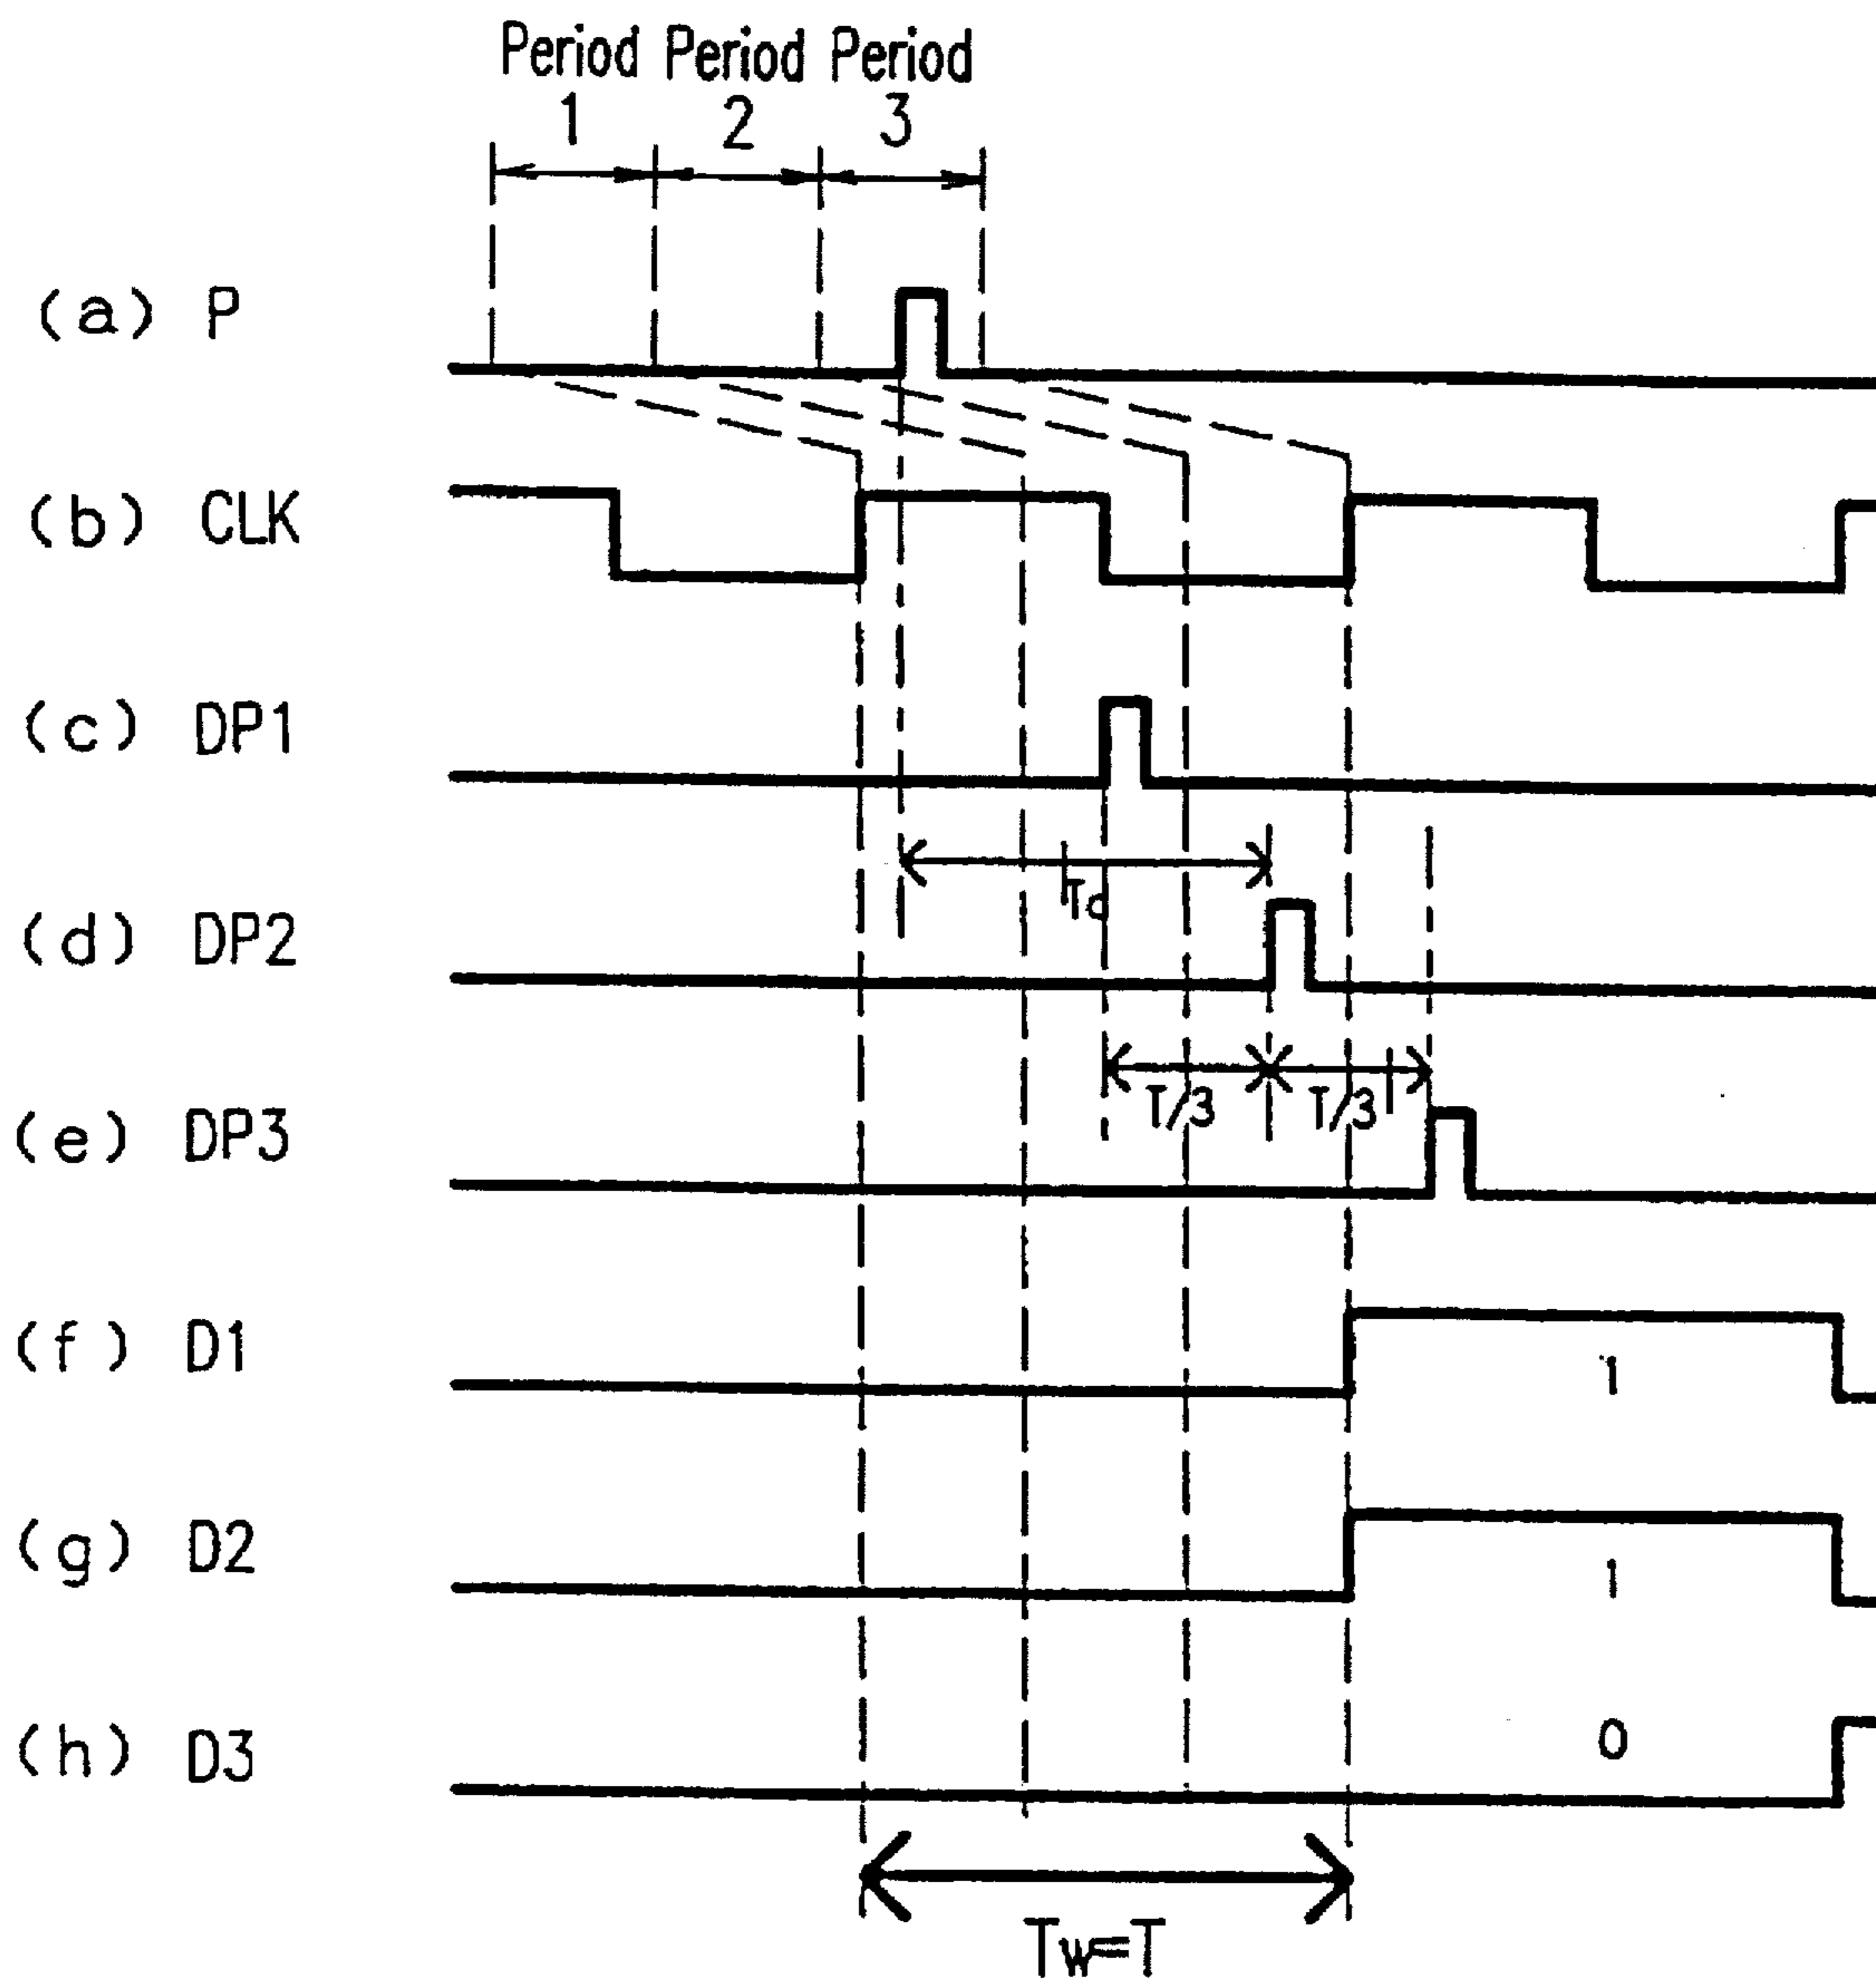 Period Period Period
1 2 3
(a) P
(b) CLK
(c) DP1
Td
(d) DP2
T/3 T/3
(e) DP3
(f) D1
1
(g) D2
1
(h) D3
0
Tw=T